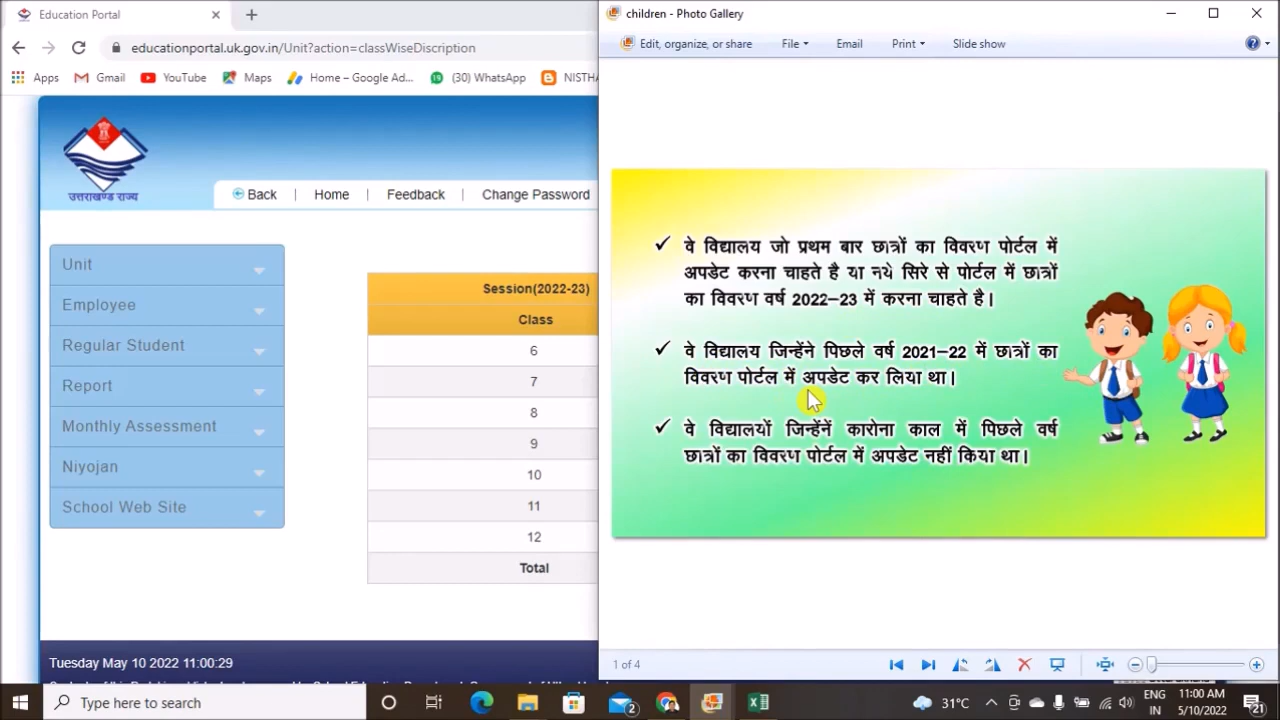 Education Portal
children - Photo Gallery
educationportal.uk.gov.in/Unit?action=classWiseDiscription
Edit, organize, or share File Email Print Slide show
Apps Gmail YouTube Maps Home – Google Ad... (30) WhatsApp NISTHA
उत्तराखण्ड राज्य
Back | Home | Feedback | Change Password
Unit
Employee
Regular Student
Report
Monthly Assessment
Niyojan
School Web Site
Session(2022-23)
Class
6
7
8
9
10
11
12
Total
✓ वे विद्यालय जो प्रथम बार छात्रों का विवरण पोर्टल में
अपडेट करना चाहते है या नये सिरे से पोर्टल में छात्रों
का विवरण वर्ष 2022–23 में करना चाहते है।
✓ वे विद्यालय जिन्हेंने पिछले वर्ष 2021–22 में छात्रों का
विवरण पोर्टल में अपडेट कर लिया था।
✓ वे विद्यालयों जिन्हेंनें कारोना काल में पिछले वर्ष
छात्रों का विवरण पोर्टल में अपडेट नहीं किया था।
Tuesday May 10 2022 11:00:29
1 of 4
Type here to search
2
31°C
ENG
IN
11:00 AM
5/10/2022
21